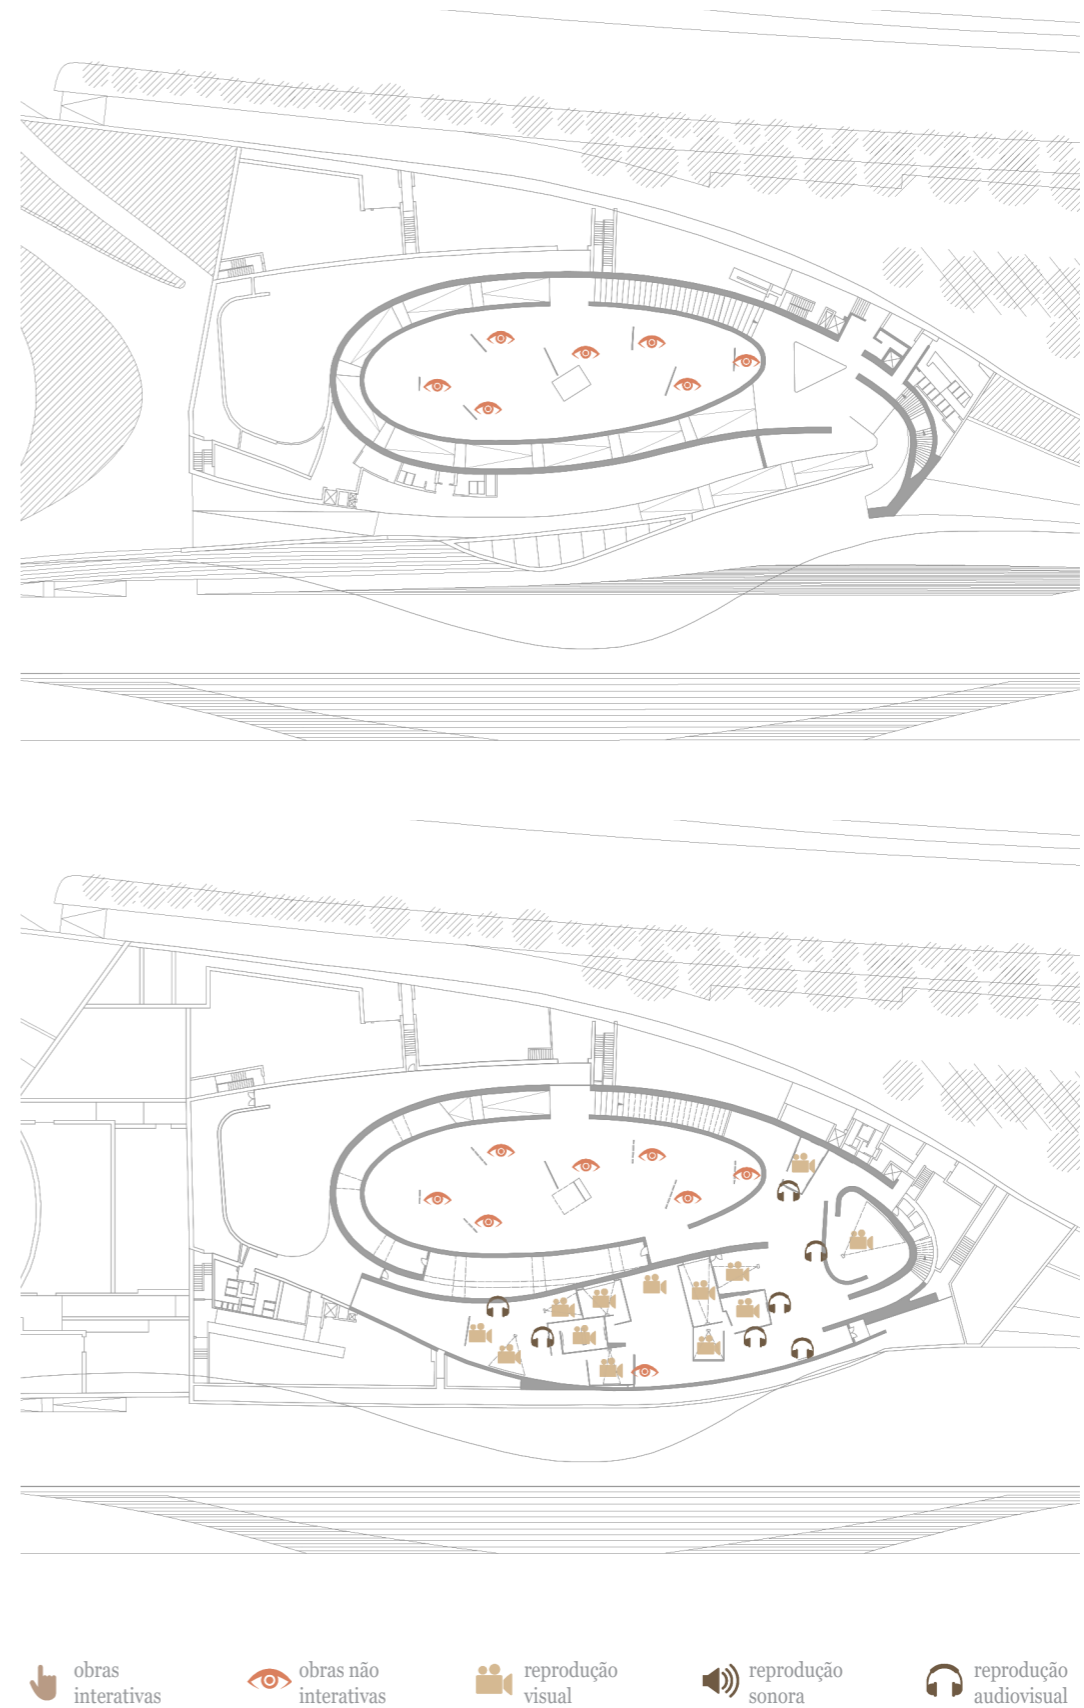 obras
interativas
obras não
interativas
reprodução
visual
reprodução
sonora
reprodução
audiovisual